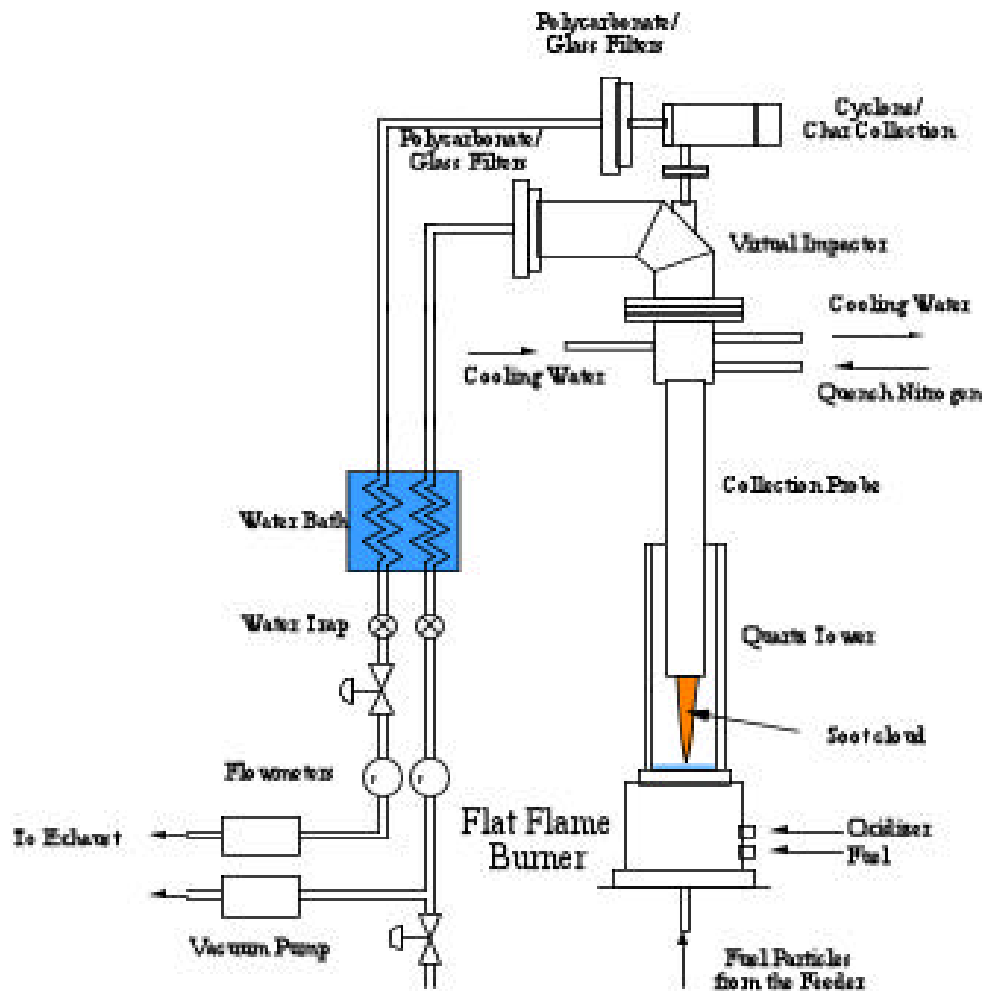 Polycarbonate/
Glass Filters
Cyclone/
Char Collection
Polycarbonate/
Glass Filters
Virtual Impactor
Cooling Water
Cooling Water
Quench Nitrogen
Collection Probe
Water Bath
Water Trap
Quartz Tower
Soot cloud
Flowmeters
Flat Flame
Burner
To Exhaust
Oxidizer
Fuel
Vacuum Pump
Fuel Particles
from the Feeder